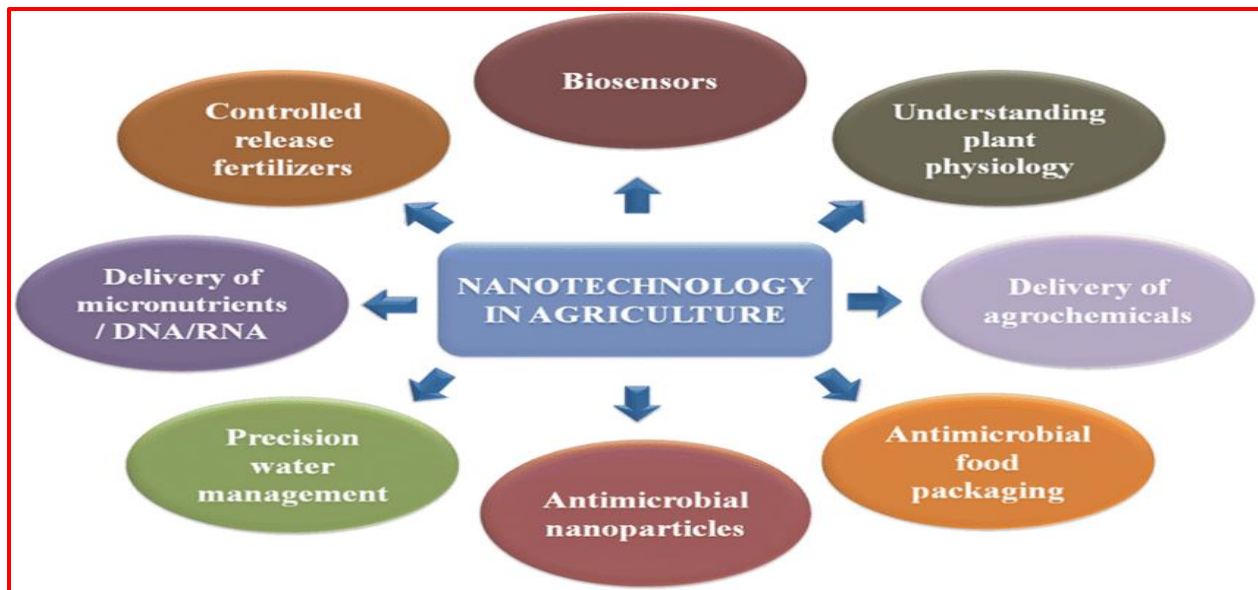 Biosensors
Controlled
release
fertilizers
Understanding
plant
physiology
Delivery of
micronutrients
/ DNA/RNA
NANOTECHNOLOGY
IN AGRICULTURE
Delivery of
agrochemicals
Precision
water
management
Antimicrobial
nanoparticles
Antimicrobial
food
packaging